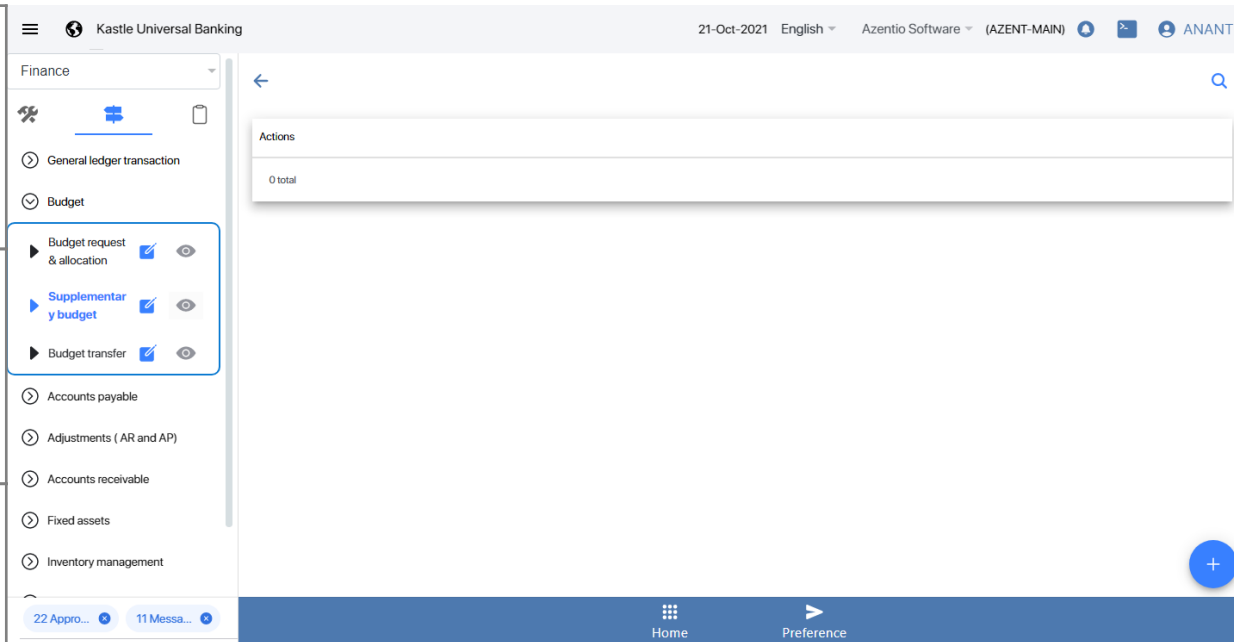 Kastle Universal Banking
21-Oct-2021 English Azentio Software (AZENT-MAIN) ANANT
Finance
Actions
General ledger transaction
0 total
Budget
Budget request
& allocation
Supplementar
y budget
Budget transfer
Accounts payable
Adjustments ( AR and AP)
Accounts receivable
Fixed assets
Inventory management
22 Appro... 11 Messa...
Home Preference